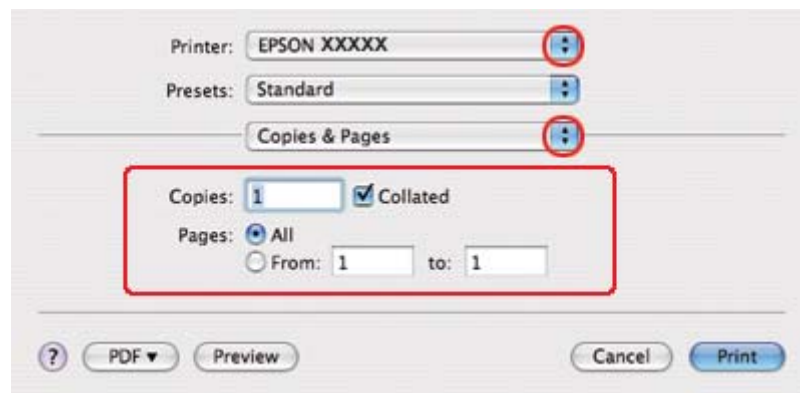 Printer: EPSON XXXXX
Presets: Standard
Copies & Pages
Copies: 1 Collated
Pages: All
From: 1 to: 1
? PDF ▼ Preview Cancel Print